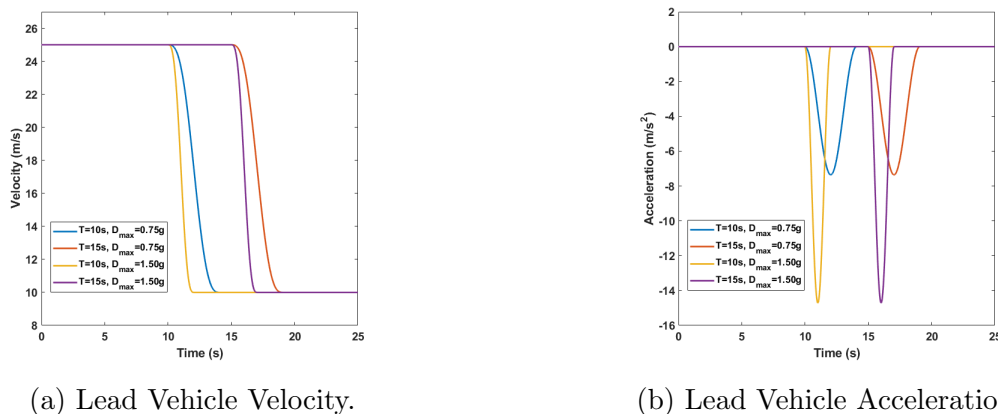 26
24
22
20
18
16
14
12
10
8
Velocity (m/s)
T=10s, Dmax=0.75g
T=15s, Dmax=0.75g
T=10s, Dmax=1.50g
T=15s, Dmax=1.50g
0 5 10 15 20 25
Time (s)
(a) Lead Vehicle Velocity.
2
0
-2
-4
-6
-8
-10
-12
-14
-16
Acceleration (m/s²)
T=10s, Dmax=0.75g
T=15s, Dmax=0.75g
T=10s, Dmax=1.50g
T=15s, Dmax=1.50g
0 5 10 15 20 25
Time (s)
(b) Lead Vehicle Acceleratio